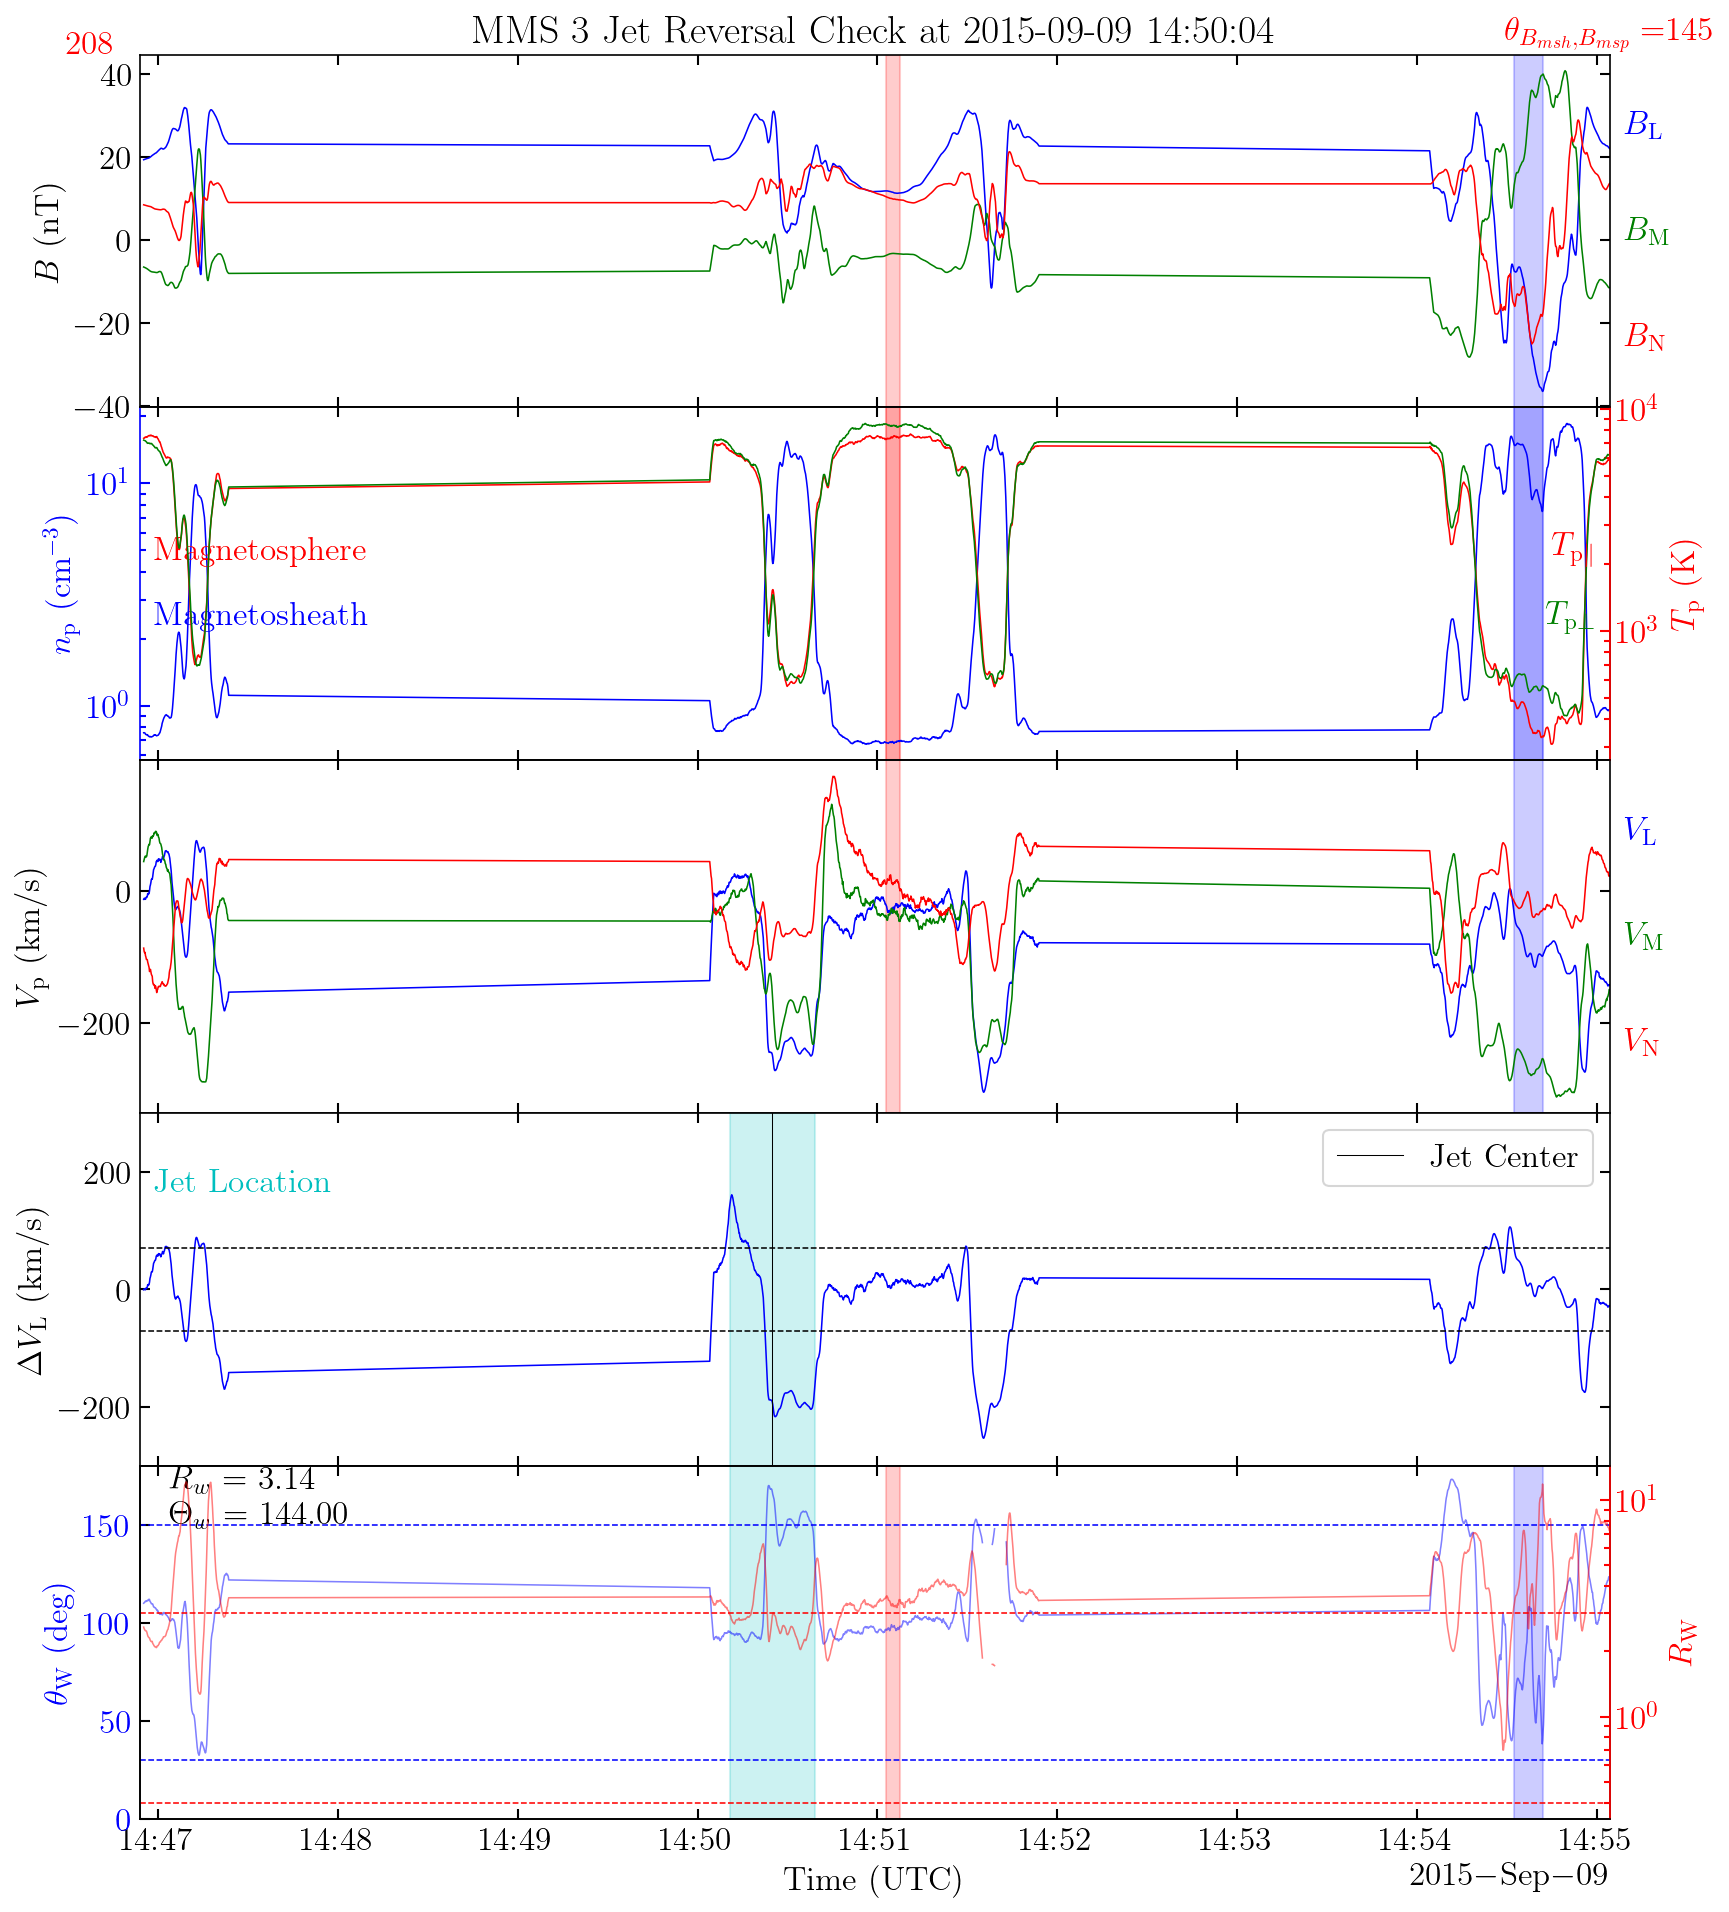 MMS 3 Jet Reversal Check at 2015-09-09 14:50:04
208
θ_{B_{msh},B_{msp}} =145
40
20
0
−20
−40
B (nT)
B_L
B_M
B_N
10^1
10^0
n_p (cm^{−3})
Magnetosphere
Magnetosheath
10^4
10^3
T_p (K)
T_{p∥}
T_{p⊥}
0
−200
V_p (km/s)
V_L
V_M
V_N
200
0
−200
ΔV_L (km/s)
Jet Location
Jet Center
R_w = 3.14
Θ_w = 144.00
150
100
50
0
θ_W (deg)
10^1
10^0
R_W
14:47 14:48 14:49 14:50 14:51 14:52 14:53 14:54 14:55
Time (UTC)
2015−Sep−09